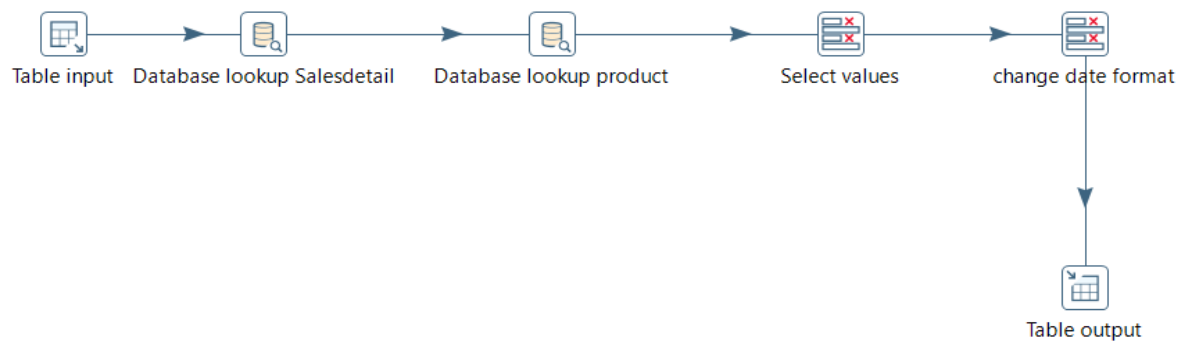 Table input
Database lookup Salesdetail
Database lookup product
Select values
change date format
Table output